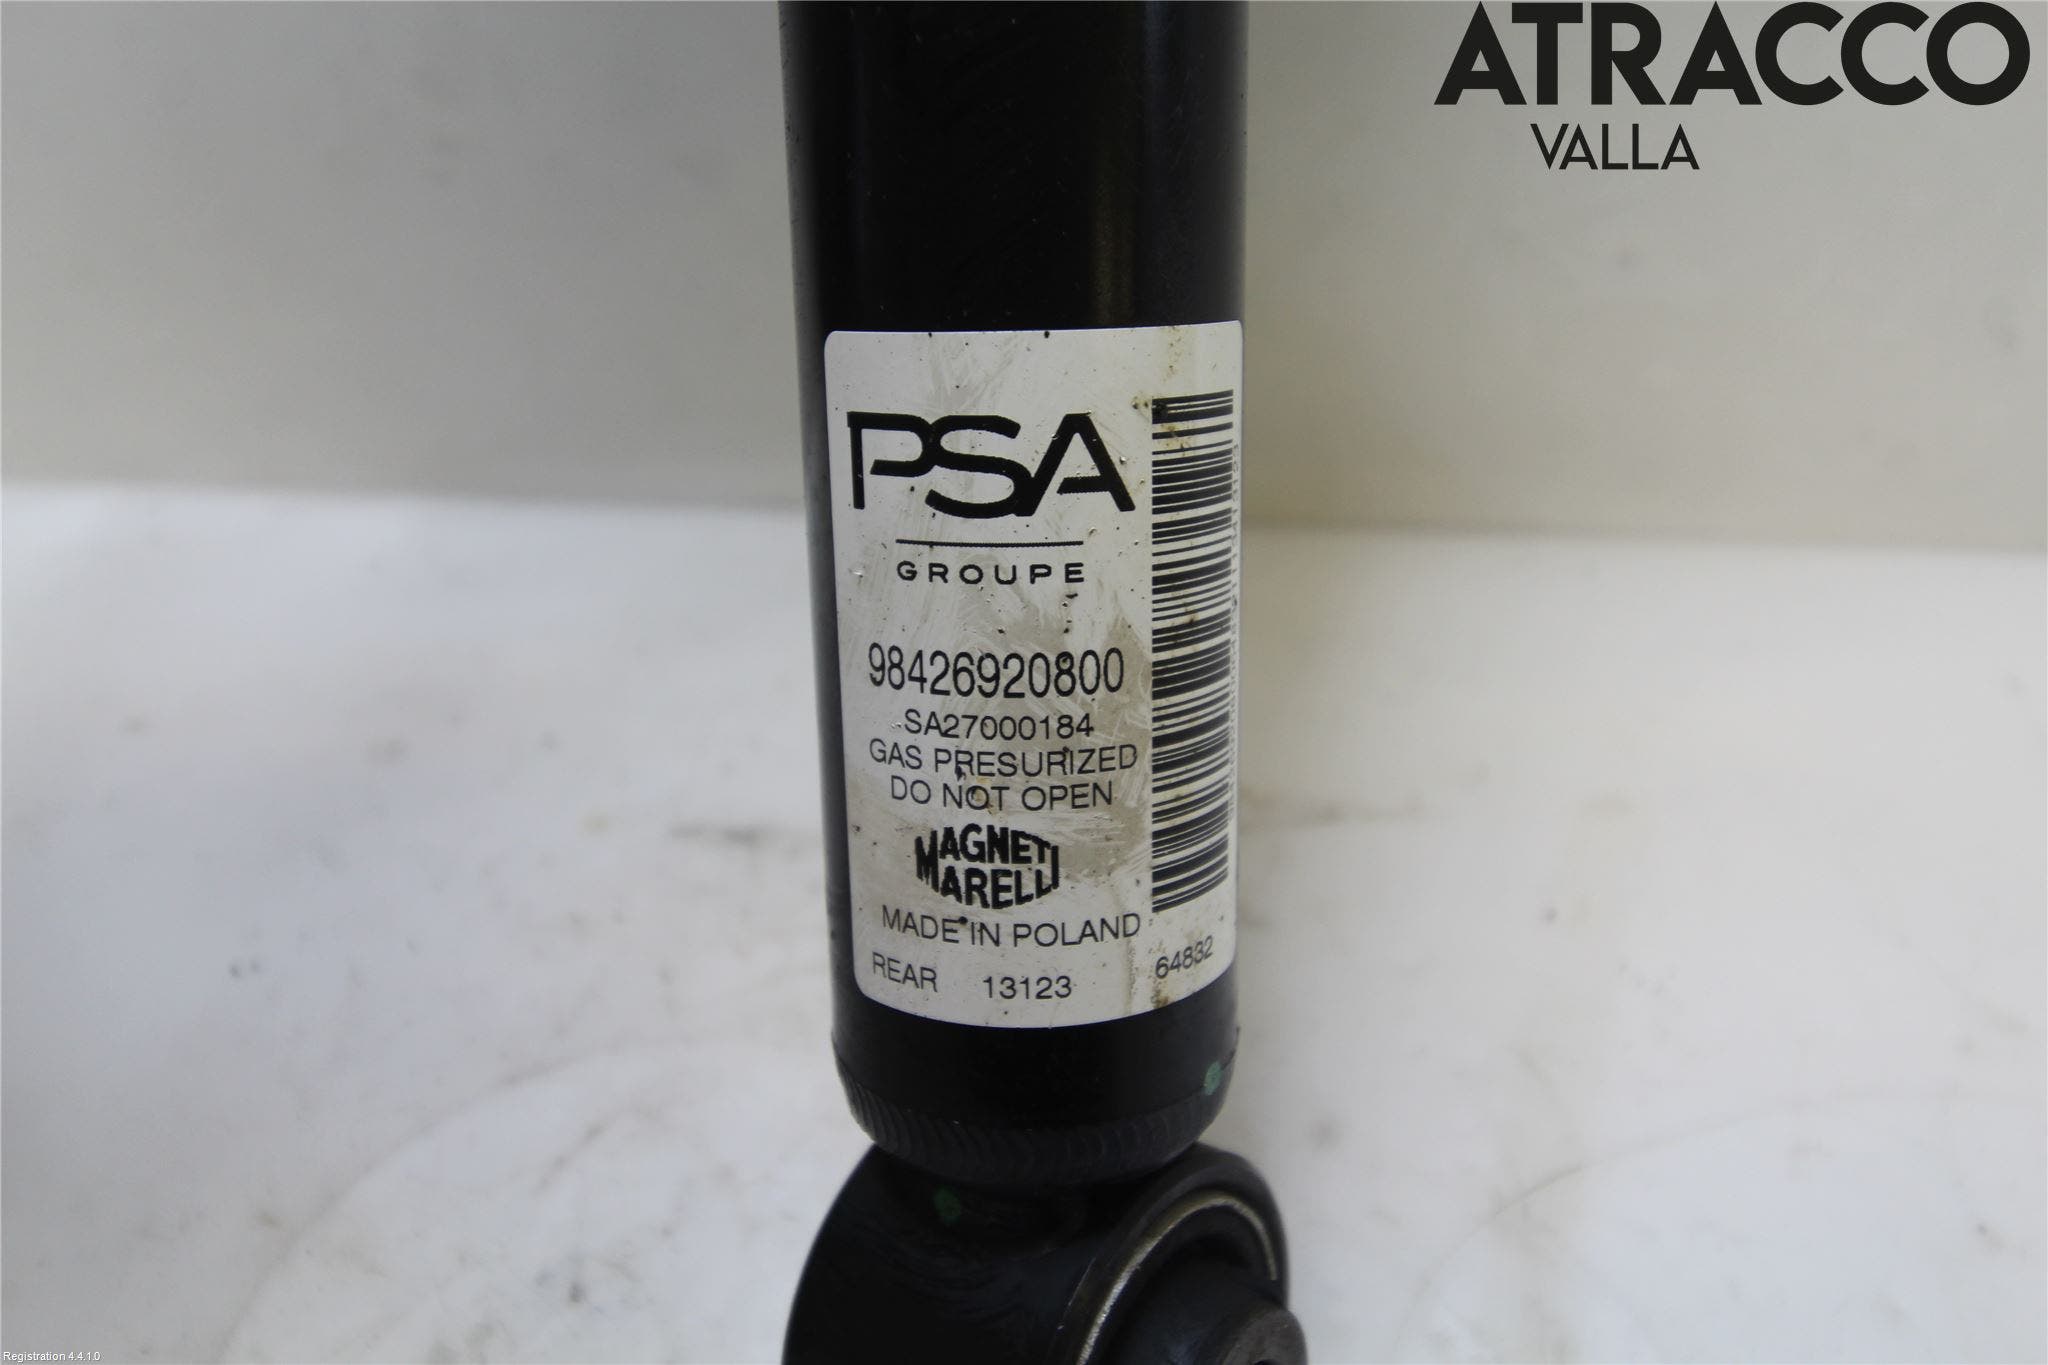 ATRACCO
VALLA
PSA
GROUPE
98426920800
SA27000184
GAS PRESURIZED
DO NOT OPEN
MAGNETI
MARELLI
MADE IN POLAND
REAR 13123 64832
Registration 4.4.1.0